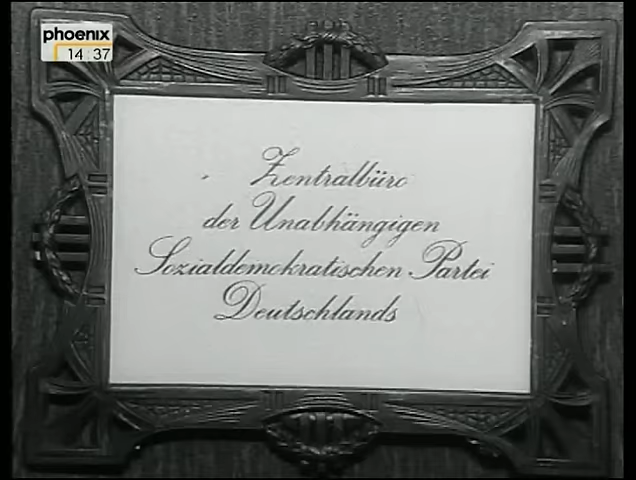 phoenix
14:37
Zentralbüro
der Unabhängigen
Sozialdemokratischen Partei
Deutschlands